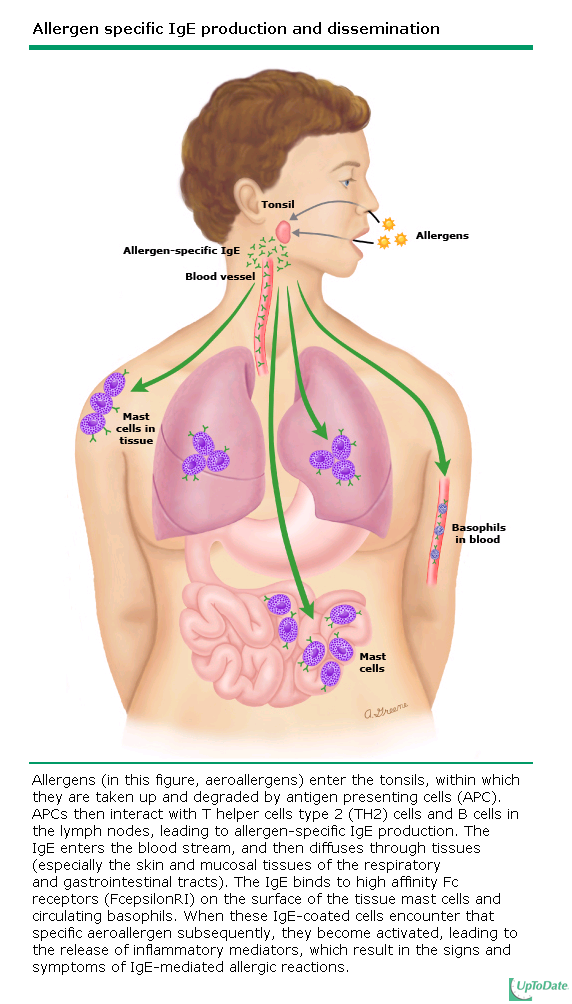 Allergen specific IgE production and dissemination
Tonsil
Allergens
Allergen-specific IgE
Blood vessel
Mast
cells in
tissue
Basophils
in blood
Mast
cells
A.Greene
Allergens (in this figure, aeroallergens) enter the tonsils, within which
they are taken up and degraded by antigen presenting cells (APC).
APCs then interact with T helper cells type 2 (TH2) cells and B cells in
the lymph nodes, leading to allergen-specific IgE production. The
IgE enters the blood stream, and then diffuses through tissues
(especially the skin and mucosal tissues of the respiratory
and gastrointestinal tracts). The IgE binds to high affinity Fc
receptors (FcepsilonRI) on the surface of the tissue mast cells and
circulating basophils. When these IgE-coated cells encounter that
specific aeroallergen subsequently, they become activated, leading to
the release of inflammatory mediators, which result in the signs and
symptoms of IgE-mediated allergic reactions.
UpToDate